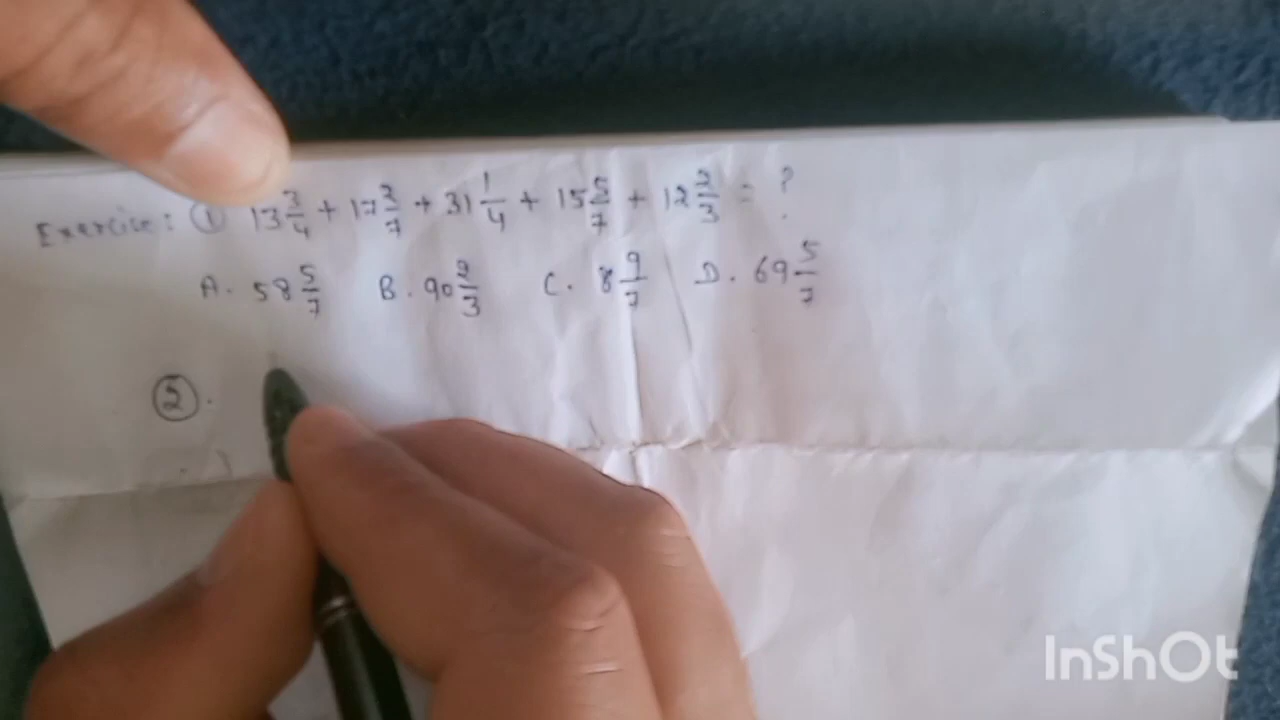 Exercise: ① 13 3/4 + 17 2/7 + 31 1/4 + 15 5/7 + 12 2/3 = ?
A. 58 5/7 B. 90 2/3 C. 8 9/7 D. 69 5/7
②.
InShOt